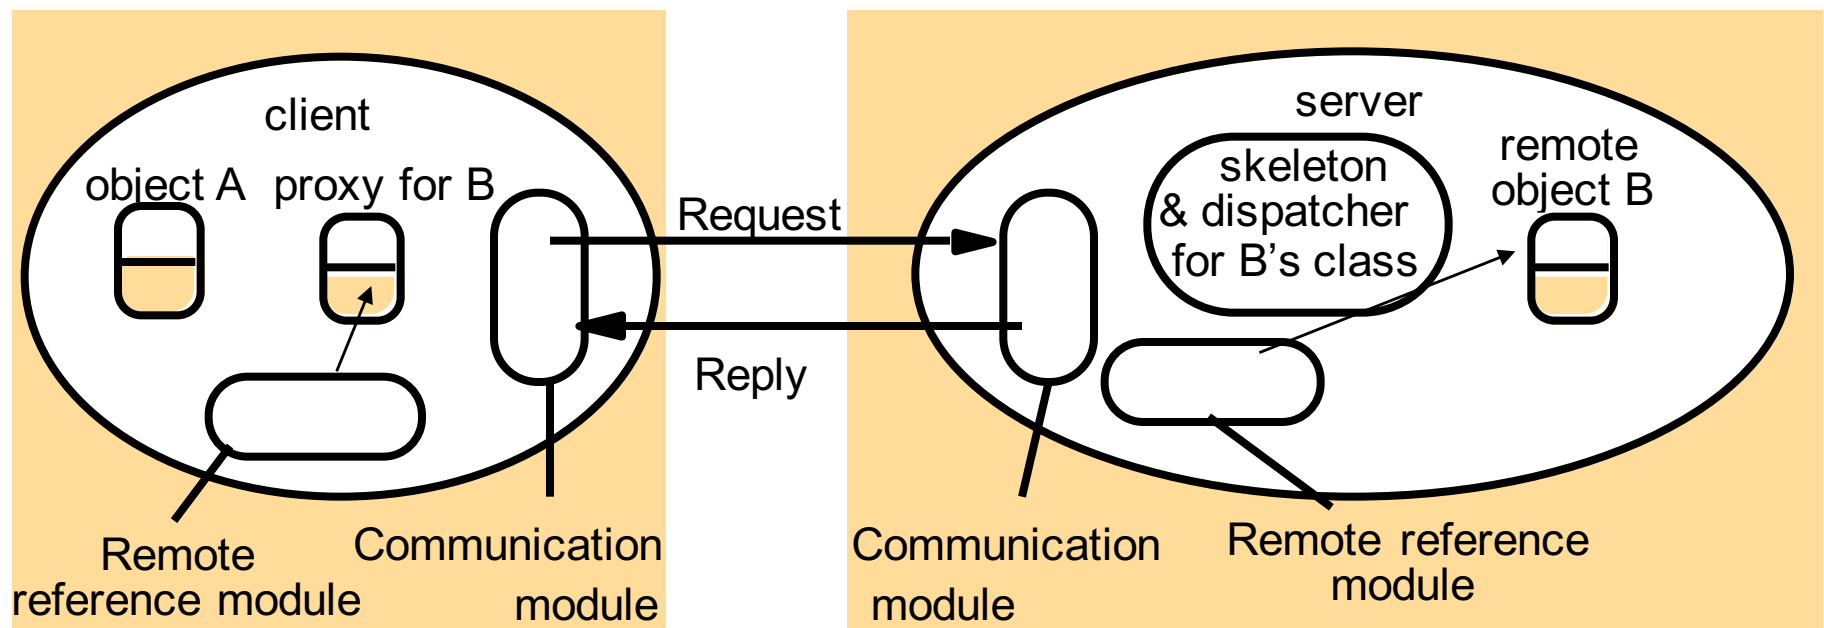 client
object A
proxy for B
Remote
reference module
Communication
module
Request
Reply
server
skeleton
& dispatcher
for B’s class
remote
object B
Communication
module
Remote reference
module